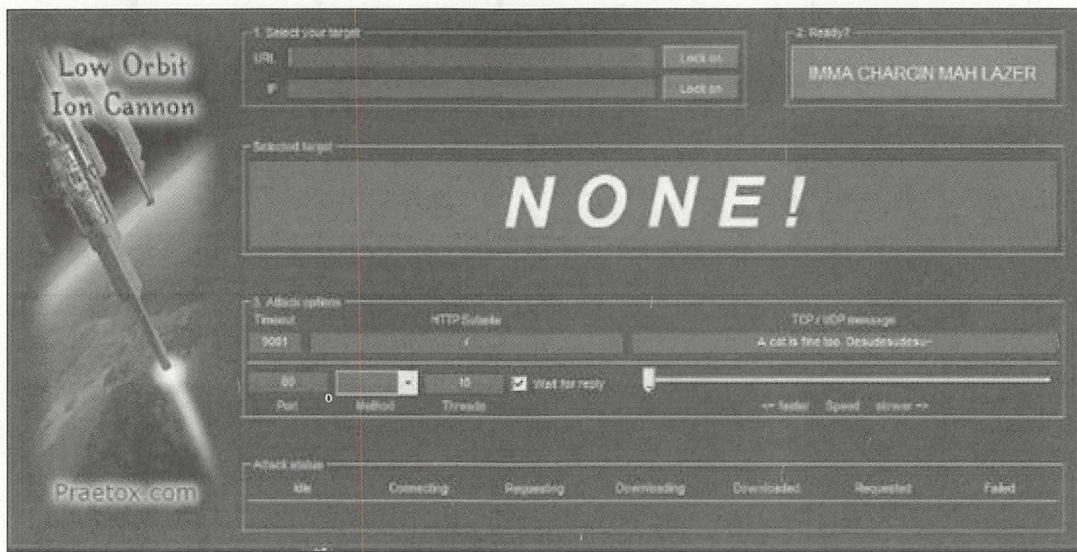 Low Orbit
Ion Cannon
Praetox.com
1. Select your target
URL
Lock on
IP
Lock on
2. Ready?
IMMA CHARGIN MAH LAZER
Selected target
NONE!
3. Attack options
Timeout
HTTP Subsite
TCP / UDP message
9001
/
A cat is fine too. Desudesudesu~
80
10
Wait for reply
Port
Method
Threads
<= faster Speed slower =>
Attack status
Idle
Connecting
Requesting
Downloading
Downloaded
Requested
Failed